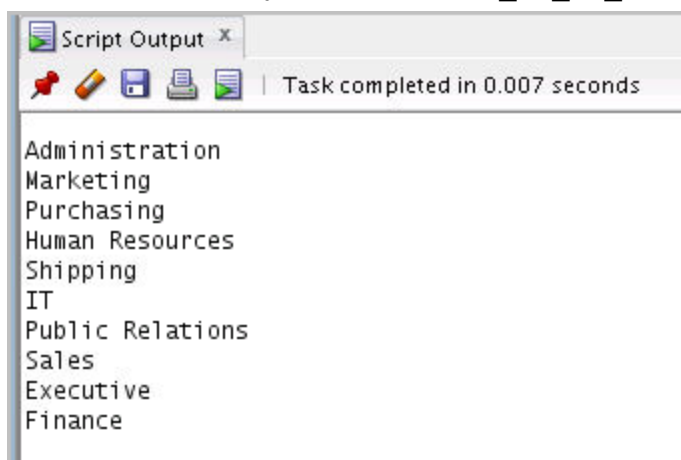 Script Output x
Task completed in 0.007 seconds
Administration
Marketing
Purchasing
Human Resources
Shipping
IT
Public Relations
Sales
Executive
Finance